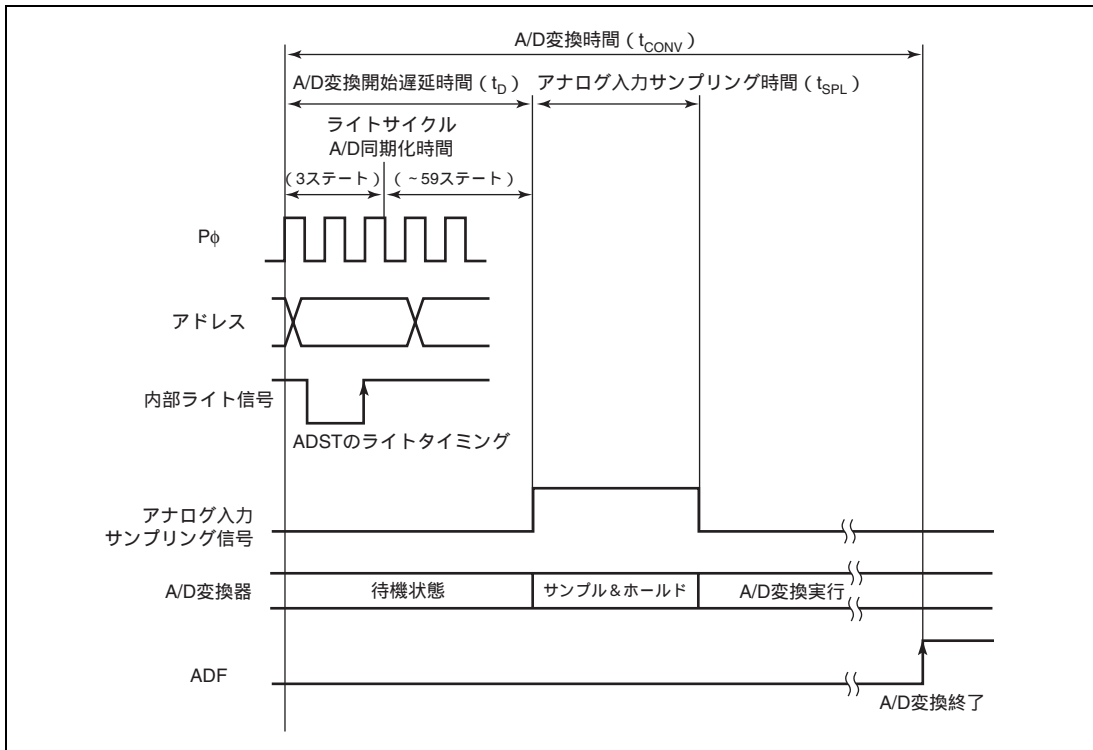 A/D変換時間（tCONV）
A/D変換開始遅延時間（tD）
アナログ入力サンプリング時間（tSPL）
ライトサイクル
A/D同期化時間
（3ステート）
（~59ステート）
Pφ
アドレス
内部ライト信号
ADSTのライトタイミング
アナログ入力
サンプリング信号
A/D変換器
待機状態
サンプル＆ホールド
A/D変換実行
ADF
A/D変換終了